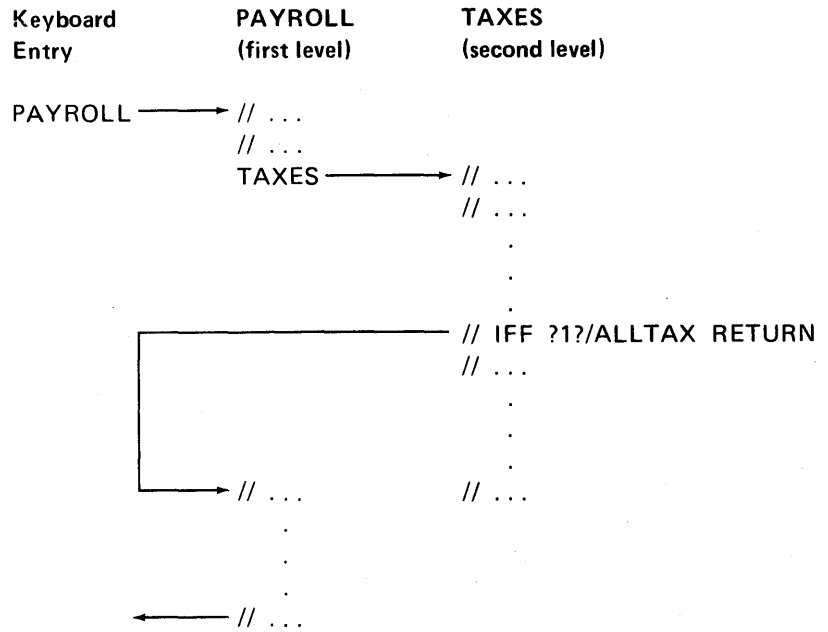 Keyboard PAYROLL TAXES
Entry (first level) (second level)
PAYROLL // ...
// ...
TAXES // ...
// ...
.
.
.
// IFF ?1?/ALLTAX RETURN
// ...
.
.
.
// ... // ...
.
.
.
// ...